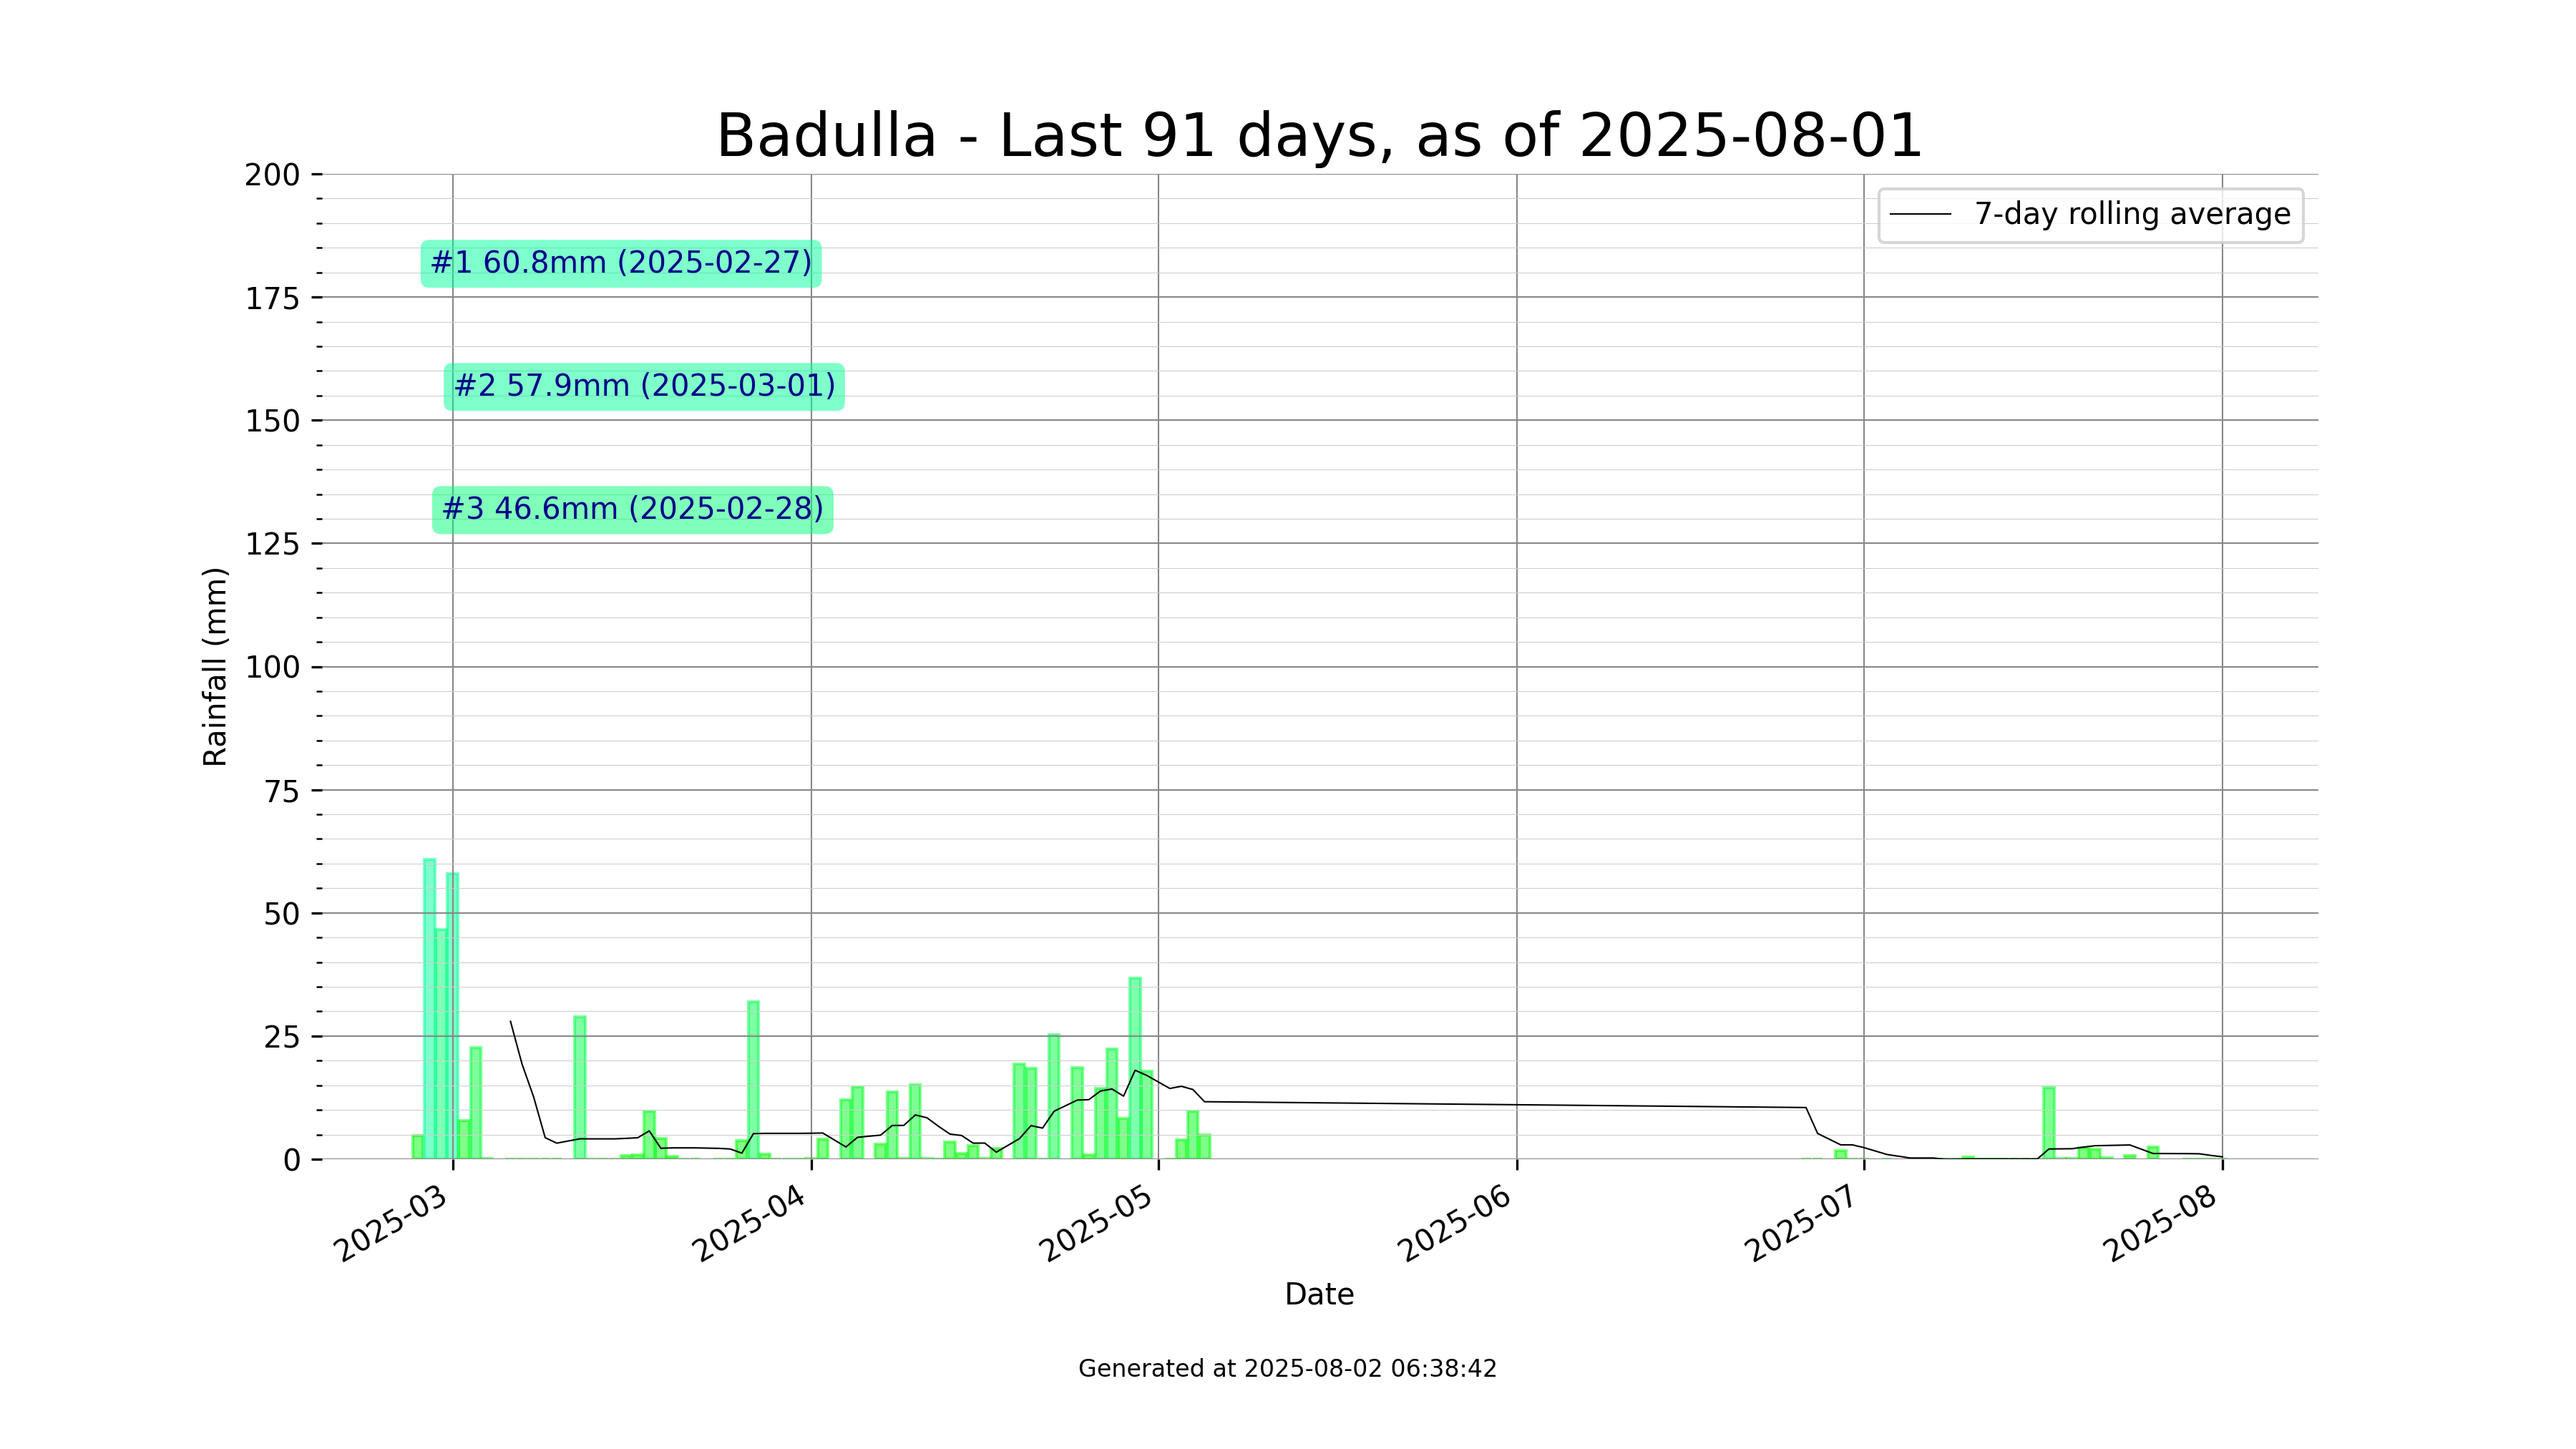 Badulla - Last 91 days, as of 2025-08-01
200
175
150
125
100
75
50
25
0
Rainfall (mm)
7-day rolling average
#1 60.8mm (2025-02-27)
#2 57.9mm (2025-03-01)
#3 46.6mm (2025-02-28)
2025-03
2025-04
2025-05
2025-06
2025-07
2025-08
Date
Generated at 2025-08-02 06:38:42